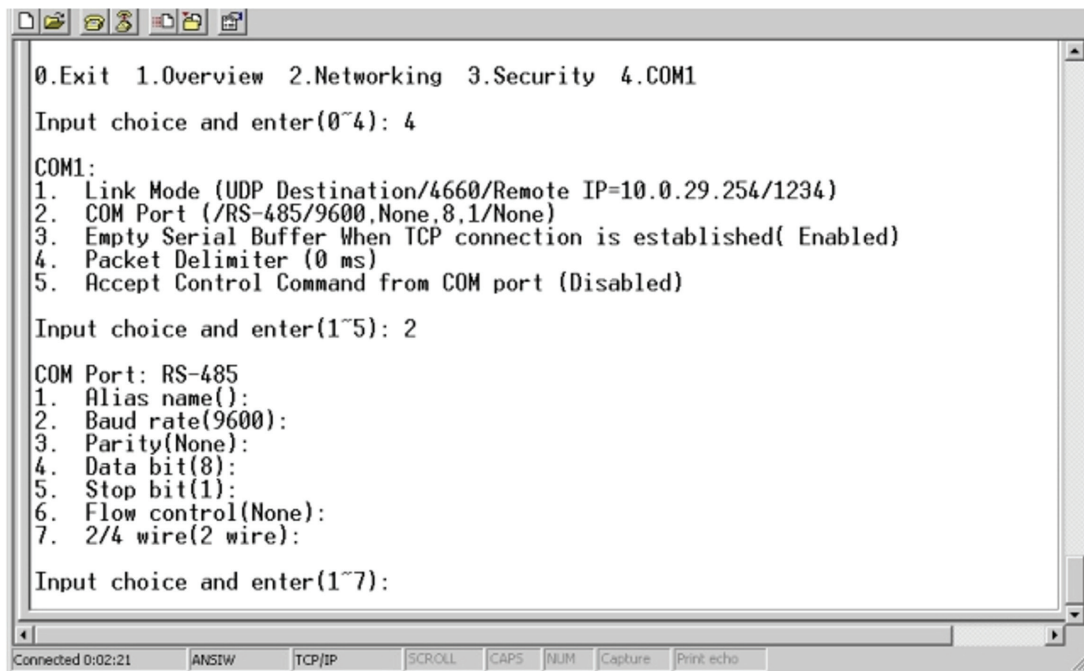 0.Exit  1.Overview  2.Networking  3.Security  4.COM1
Input choice and enter(0~4): 4
COM1:
1.  Link Mode (UDP Destination/4660/Remote IP=10.0.29.254/1234)
2.  COM Port (/RS-485/9600,None,8,1/None)
3.  Empty Serial Buffer When TCP connection is established( Enabled)
4.  Packet Delimiter (0 ms)
5.  Accept Control Command from COM port (Disabled)
Input choice and enter(1~5): 2
COM Port: RS-485
1.  Alias name():
2.  Baud rate(9600):
3.  Parity(None):
4.  Data bit(8):
5.  Stop bit(1):
6.  Flow control(None):
7.  2/4 wire(2 wire):
Input choice and enter(1~7):
Connected 0:02:21  ANSIW  TCP/IP  SCROLL  CAPS  NUM  Capture  Print echo